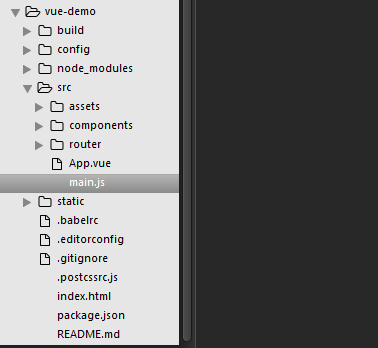 vue-demo
build
config
node_modules
src
assets
components
router
App.vue
main.js
static
.babelrc
.editorconfig
.gitignore
.postcssrc.js
index.html
package.json
README.md